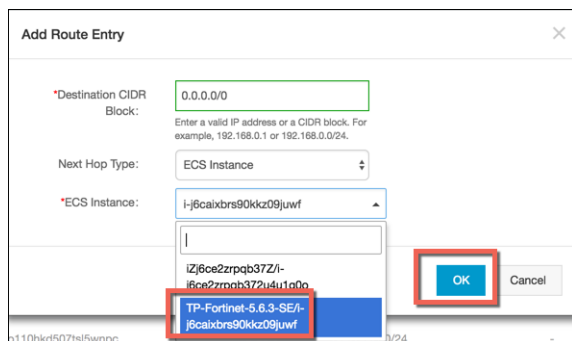 Add Route Entry
*Destination CIDR
Block:
0.0.0.0/0
Enter a valid IP address or a CIDR block. For
example, 192.168.0.1 or 192.168.0.0/24.
Next Hop Type:
ECS Instance
*ECS Instance:
i-j6caixbrs90kkz09juwf
iZj6ce2zrpqb37Z/i-
j6ce2zrpqb372u4u1q0o
TP-Fortinet-5.6.3-SE/i-
j6caixbrs90kkz09juwf
OK
Cancel